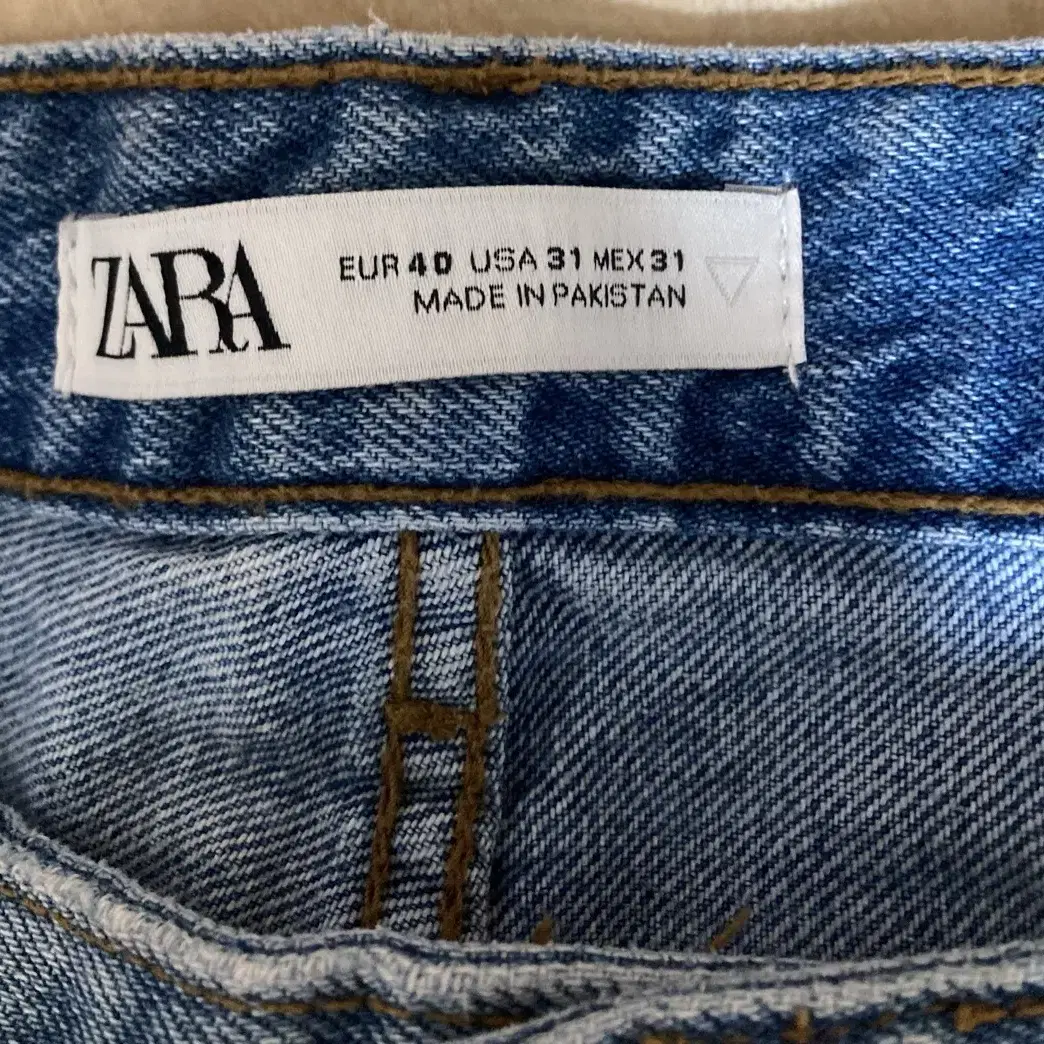 ZARA
EUR 40 USA 31 MEX 31
MADE IN PAKISTAN